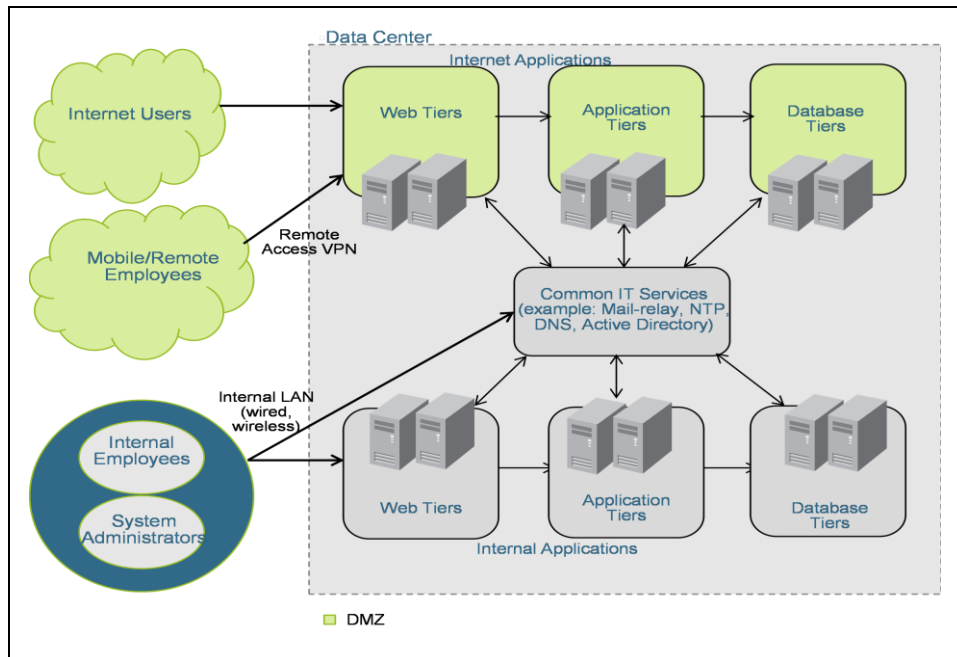 Data Center
Internet Applications
Internet Users
Web Tiers
Application
Tiers
Database
Tiers
Remote
Access VPN
Mobile/Remote
Employees
Common IT Services
(example: Mail-relay, NTP,
DNS, Active Directory)
Internal LAN
(wired,
wireless)
Internal
Employees
System
Administrators
Web Tiers
Application
Tiers
Database
Tiers
Internal Applications
DMZ